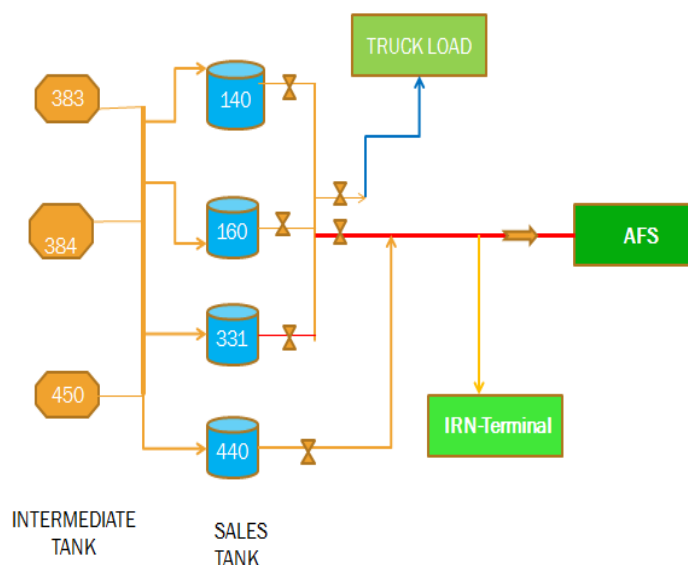 TRUCK LOAD
383
140
384
160
AFS
331
450
IRN-Terminal
440
INTERMEDIATE
TANK
SALES
TANK